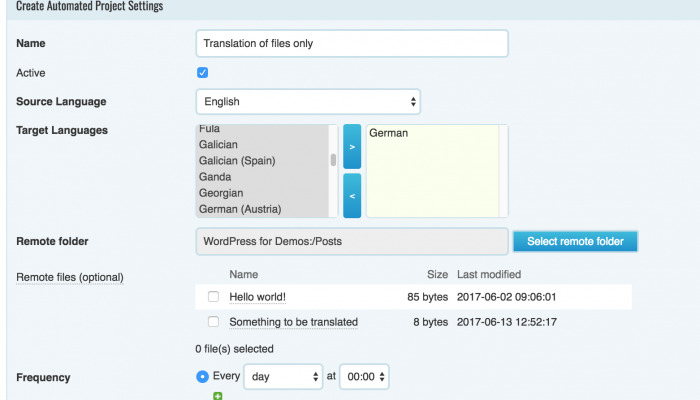 Create Automated Project Settings
Name
Translation of files only
Active
Source Language
English
Target Languages
Fula
Galician
Galician (Spain)
Ganda
Georgian
German (Austria)
>
<
German
Remote folder
WordPress for Demos:/Posts
Select remote folder
Remote files (optional)
Name Size Last modified
Hello world! 85 bytes 2017-06-02 09:06:01
Something to be translated 8 bytes 2017-06-13 12:52:17
0 file(s) selected
Frequency
Every day at 00:00